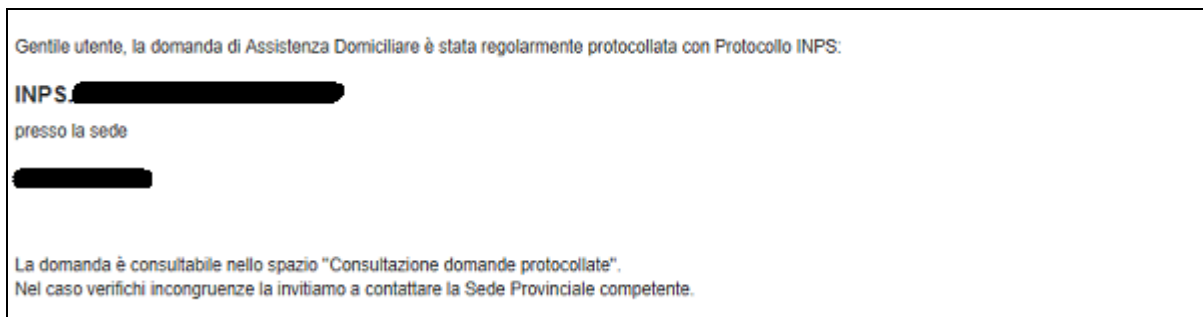 Gentile utente, la domanda di Assistenza Domiciliare è stata regolarmente protocollata con Protocollo INPS:
INPS.
presso la sede
La domanda è consultabile nello spazio "Consultazione domande protocollate".
Nel caso verifichi incongruenze la invitiamo a contattare la Sede Provinciale competente.